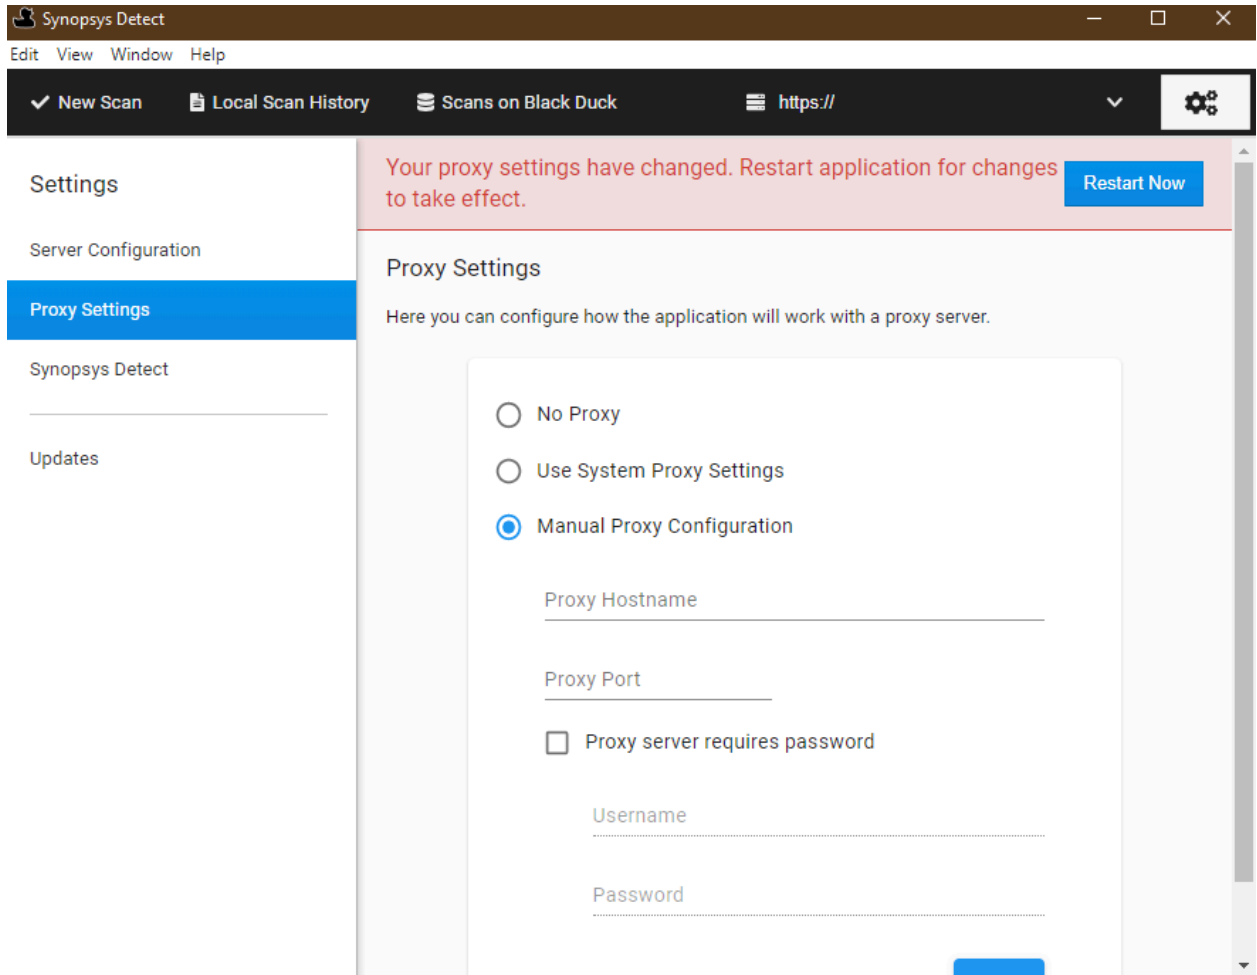 Synopsys Detect
Edit View Window Help
New Scan Local Scan History Scans on Black Duck https://
Settings
Server Configuration
Proxy Settings
Synopsys Detect
Updates
Your proxy settings have changed. Restart application for changes
to take effect.
Restart Now
Proxy Settings
Here you can configure how the application will work with a proxy server.
No Proxy
Use System Proxy Settings
Manual Proxy Configuration
Proxy Hostname
Proxy Port
Proxy server requires password
Username
Password